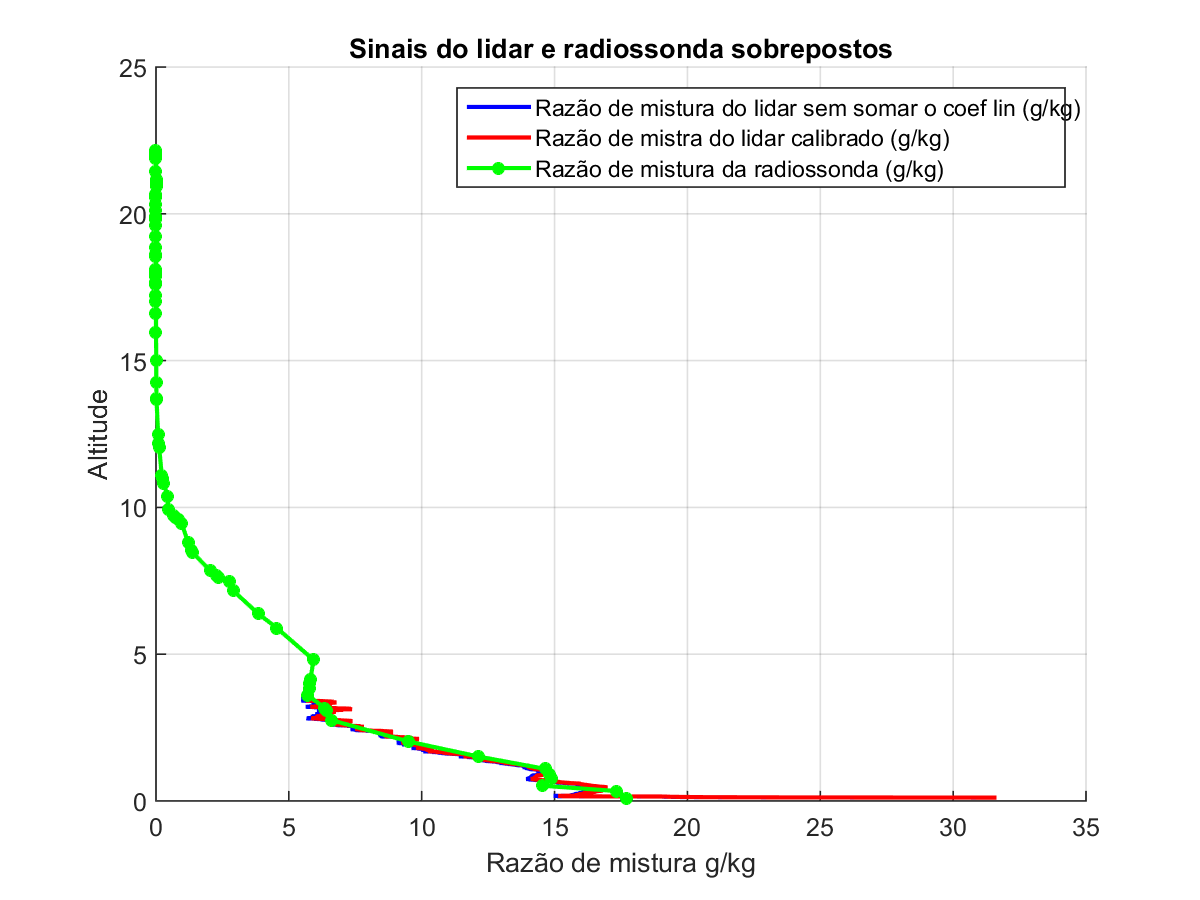 Sinais do lidar e radiossonda sobrepostos
25
Razão de mistura do lidar sem somar o coef lin (g/kg)
Razão de mistra do lidar calibrado (g/kg)
Razão de mistura da radiossonda (g/kg)
20
15
10
5
0
Altitude
0 5 10 15 20 25 30 35
Razão de mistura g/kg